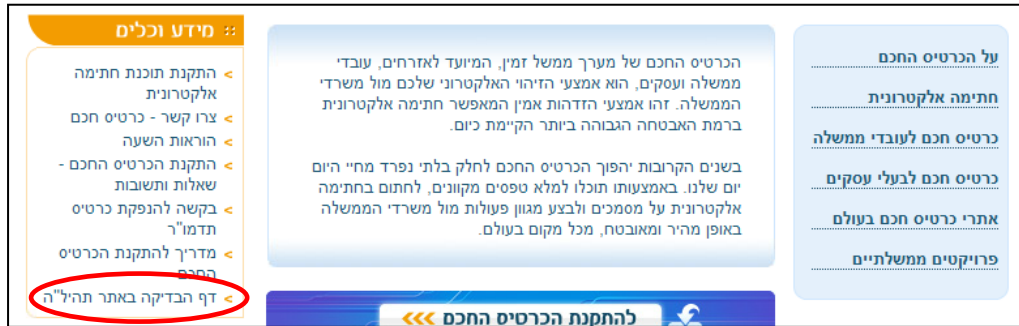 על הכרטיס החכם
חתימה אלקטרונית
כרטיס חכם לעובדי ממשלה
כרטיס חכם לבעלי עסקים
אתרי כרטיס חכם בעולם
פרויקטים ממשלתיים
הכרטיס החכם של מערך ממשל זמין, המיועד לאזרחים, עובדי
ממשלה ועסקים, הוא אמצעי הזיהוי האלקטרוני שלכם מול משרדי
הממשלה. זהו אמצעי הזדהות אמין המאפשר חתימה אלקטרונית
ברמת האבטחה הגבוהה ביותר הקיימת כיום.
בשנים הקרובות יהפוך הכרטיס החכם לחלק בלתי נפרד מחיי היום
יום שלנו. באמצעותו תוכלו למלא טפסים מקוונים, לחתום בחתימה
אלקטרונית על מסמכים ולבצע מגוון פעולות מול משרדי הממשלה
באופן מהיר ומאובטח, מכל מקום בעולם.
להתקנת הכרטיס החכם >>>
מידע וכלים
> התקנת תוכנת חתימה
אלקטרונית
> צרו קשר - כרטיס חכם
> הוראות השעה
> התקנת הכרטיס החכם -
שאלות ותשובות
> בקשה להנפקת כרטיס
תדמו"ר
> מדריך להתקנת הכרטיס
החכם
> דף הבדיקה באתר תהיל"ה